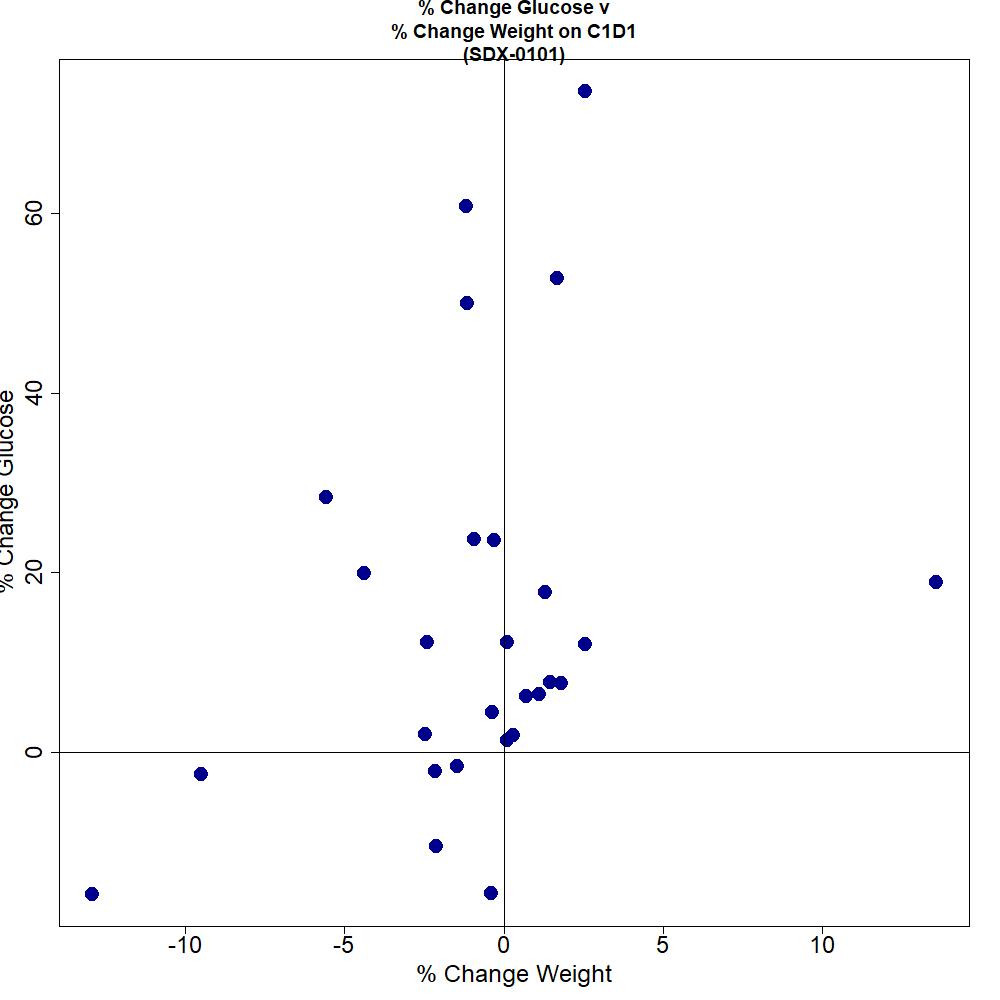 % Change Glucose v
% Change Weight on C1D1
(SDX-0101)
% Change Glucose
60
40
20
0
-10
-5
0
5
10
% Change Weight